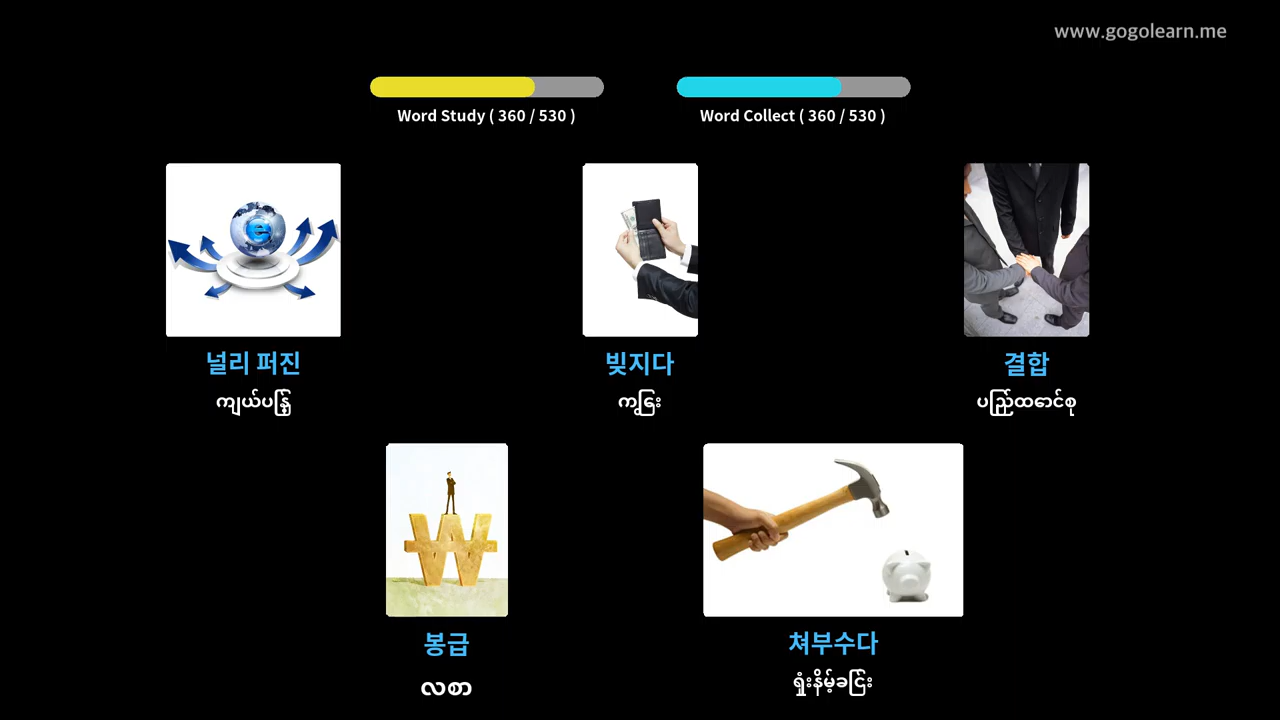 www.gogolearn.me
Word Study ( 360 / 530 )
Word Collect ( 360 / 530 )
널리 퍼진
빚지다
결합
ကျယ်ပန့်
ကြွေး
ပြည်ထောင်စု
봉급
쳐부수다
လစာ
ရှုံးနိမ့်ခြင်း